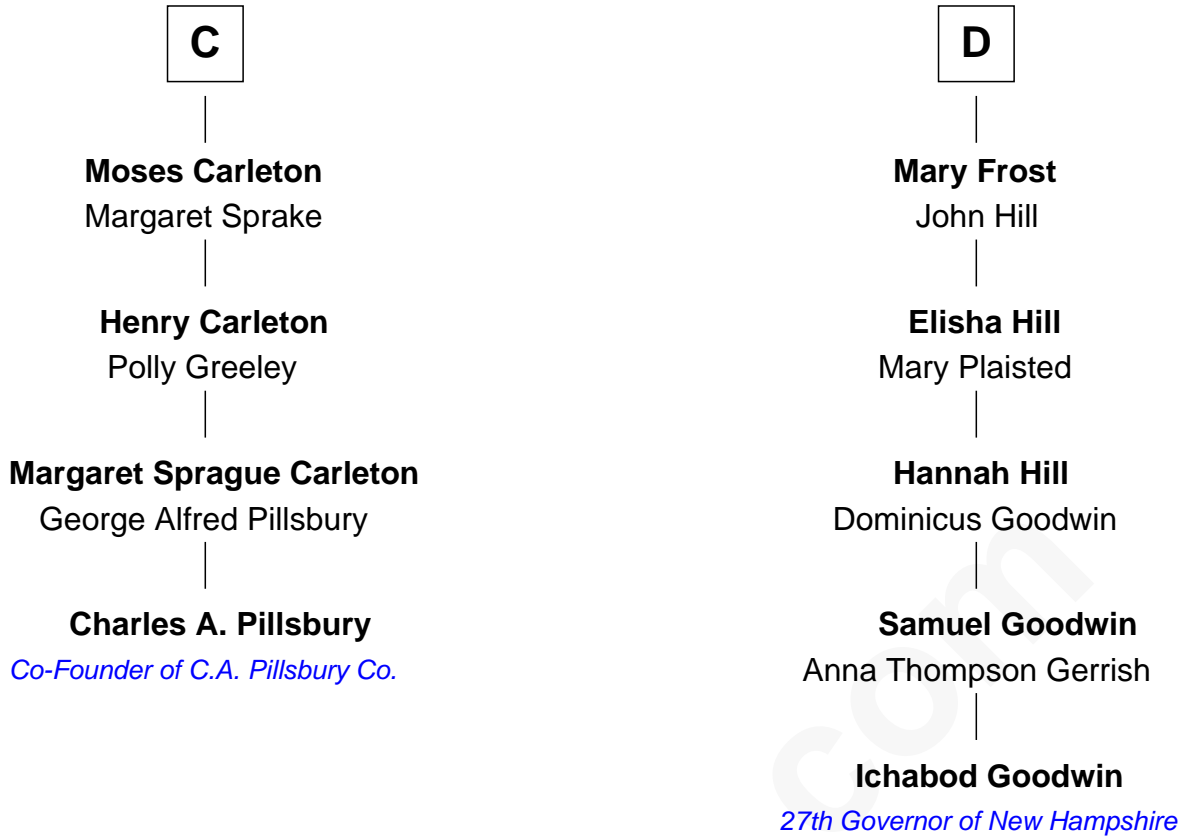 C
Moses Carleton
Margaret Sprake
Henry Carleton
Polly Greeley
Margaret Sprague Carleton
George Alfred Pillsbury
Charles A. Pillsbury
Co-Founder of C.A. Pillsbury Co.
D
Mary Frost
John Hill
Elisha Hill
Mary Plaisted
Hannah Hill
Dominicus Goodwin
Samuel Goodwin
Anna Thompson Gerrish
Ichabod Goodwin
27th Governor of New Hampshire
com